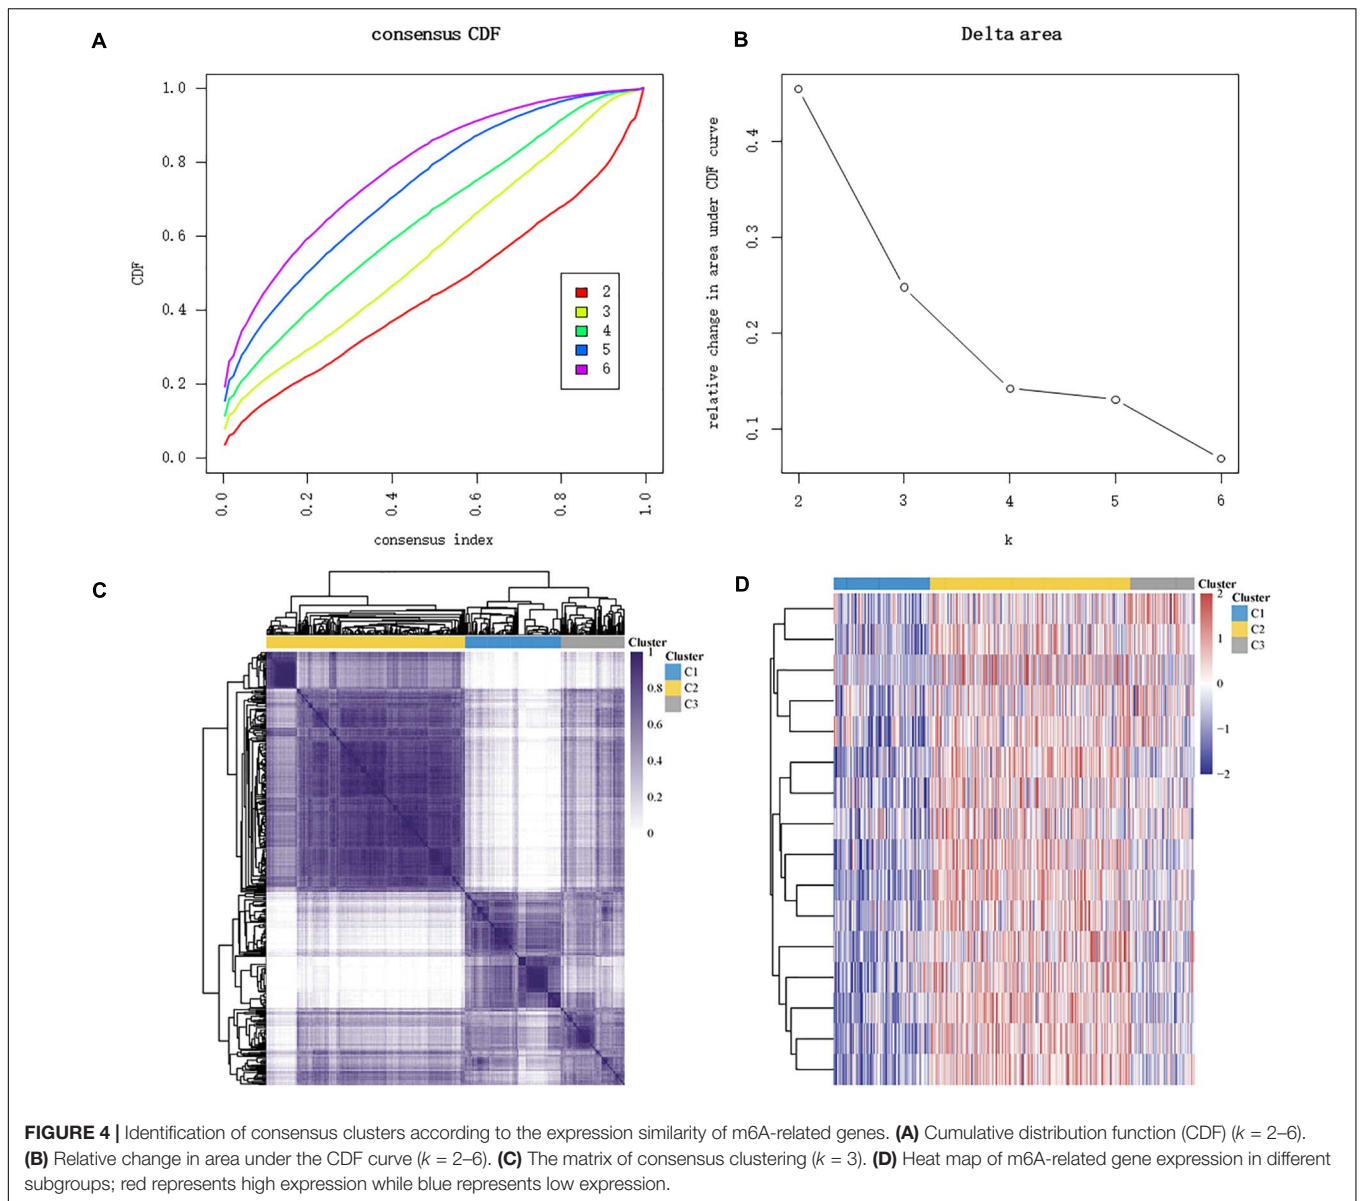 A
consensus CDF
1.0
0.8
0.6
0.4
0.2
0.0
CDF
0.0
0.2
0.4
0.6
0.8
1.0
consensus index
2
3
4
5
6
B
Delta area
relative change in area under CDF curve
0.4
0.3
0.2
0.1
2
3
4
5
6
k
C
Cluster
1
0.8
0.6
0.4
0.2
0
Cluster
C1
C2
C3
D
Cluster
2
1
0
−1
−2
Cluster
C1
C2
C3
FIGURE 4 | Identification of consensus clusters according to the expression similarity of m6A-related genes. (A) Cumulative distribution function (CDF) (k = 2–6).
(B) Relative change in area under the CDF curve (k = 2–6). (C) The matrix of consensus clustering (k = 3). (D) Heat map of m6A-related gene expression in different
subgroups; red represents high expression while blue represents low expression.